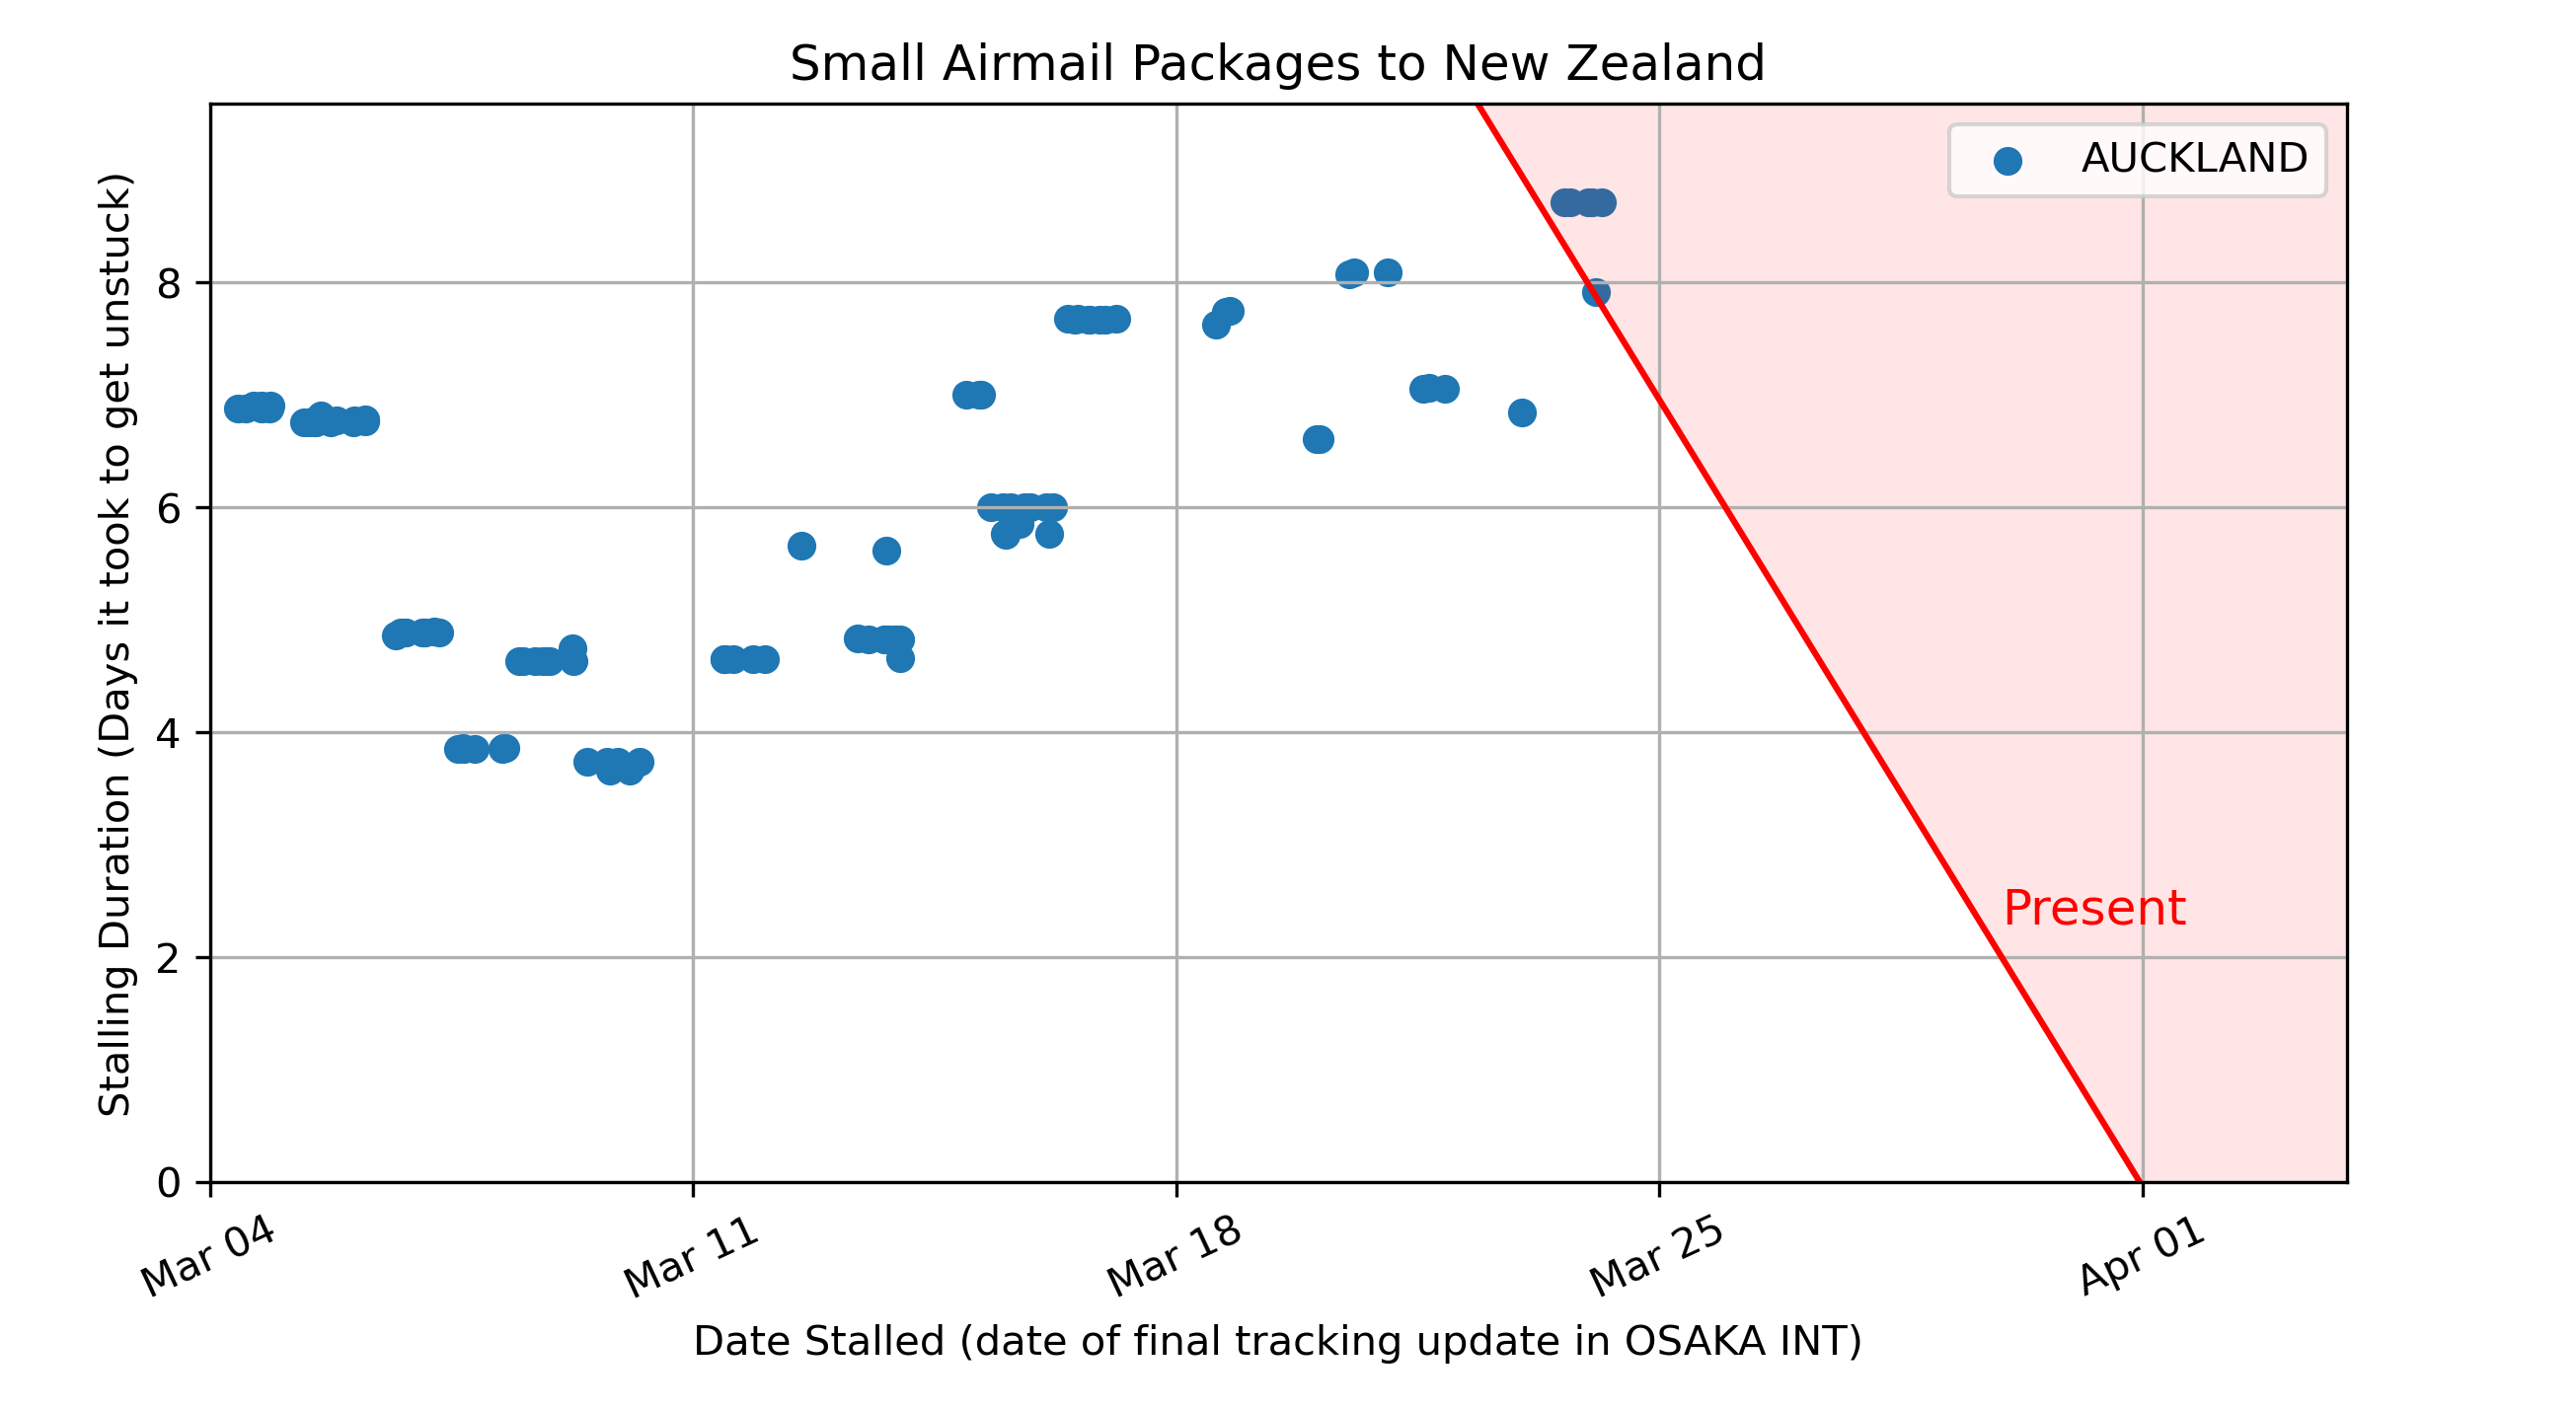 Small Airmail Packages to New Zealand
AUCKLAND
Stalling Duration (Days it took to get unstuck)
8
6
4
2
0
Present
Mar 04
Mar 11
Mar 18
Mar 25
Apr 01
Date Stalled (date of final tracking update in OSAKA INT)